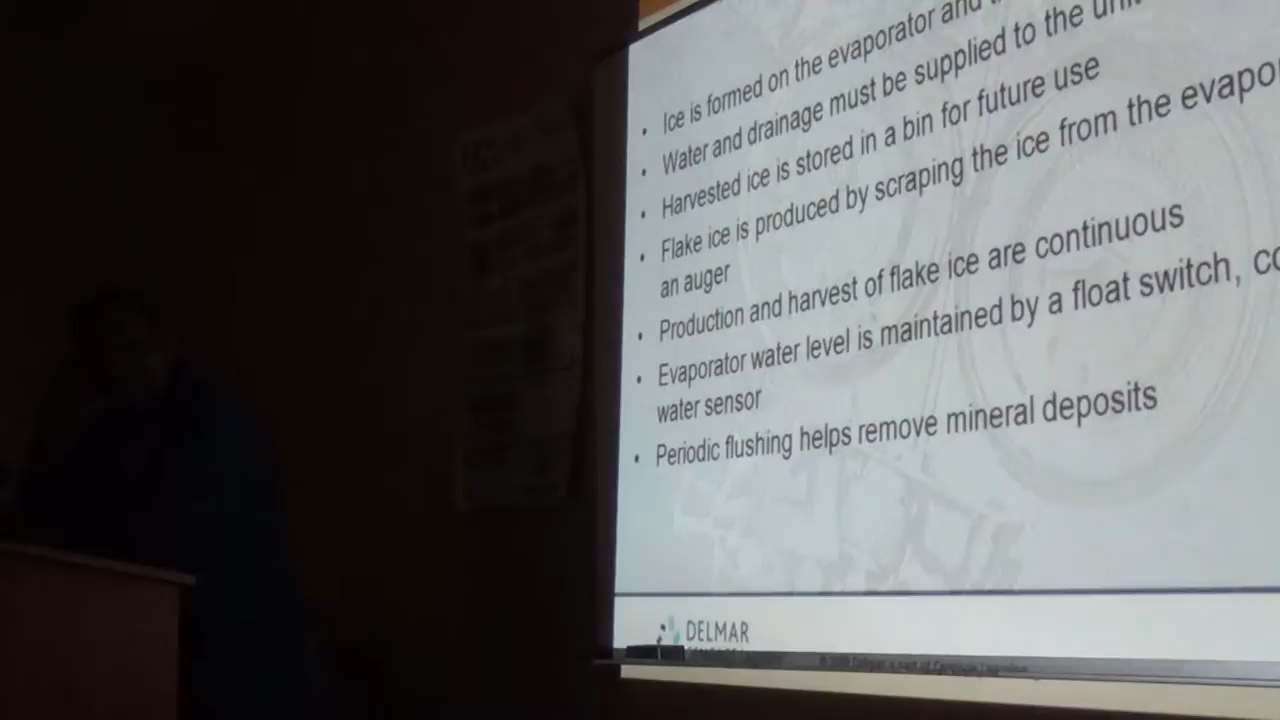 • Ice is formed on the evaporator and
• Water and drainage must be supplied to the
• Harvested ice is stored in a bin for future use
• Flake ice is produced by scraping the ice from the evapo
an auger
• Production and harvest of flake ice are continuous
• Evaporator water level is maintained by a float switch, co
water sensor
• Periodic flushing helps remove mineral deposits
DELMAR